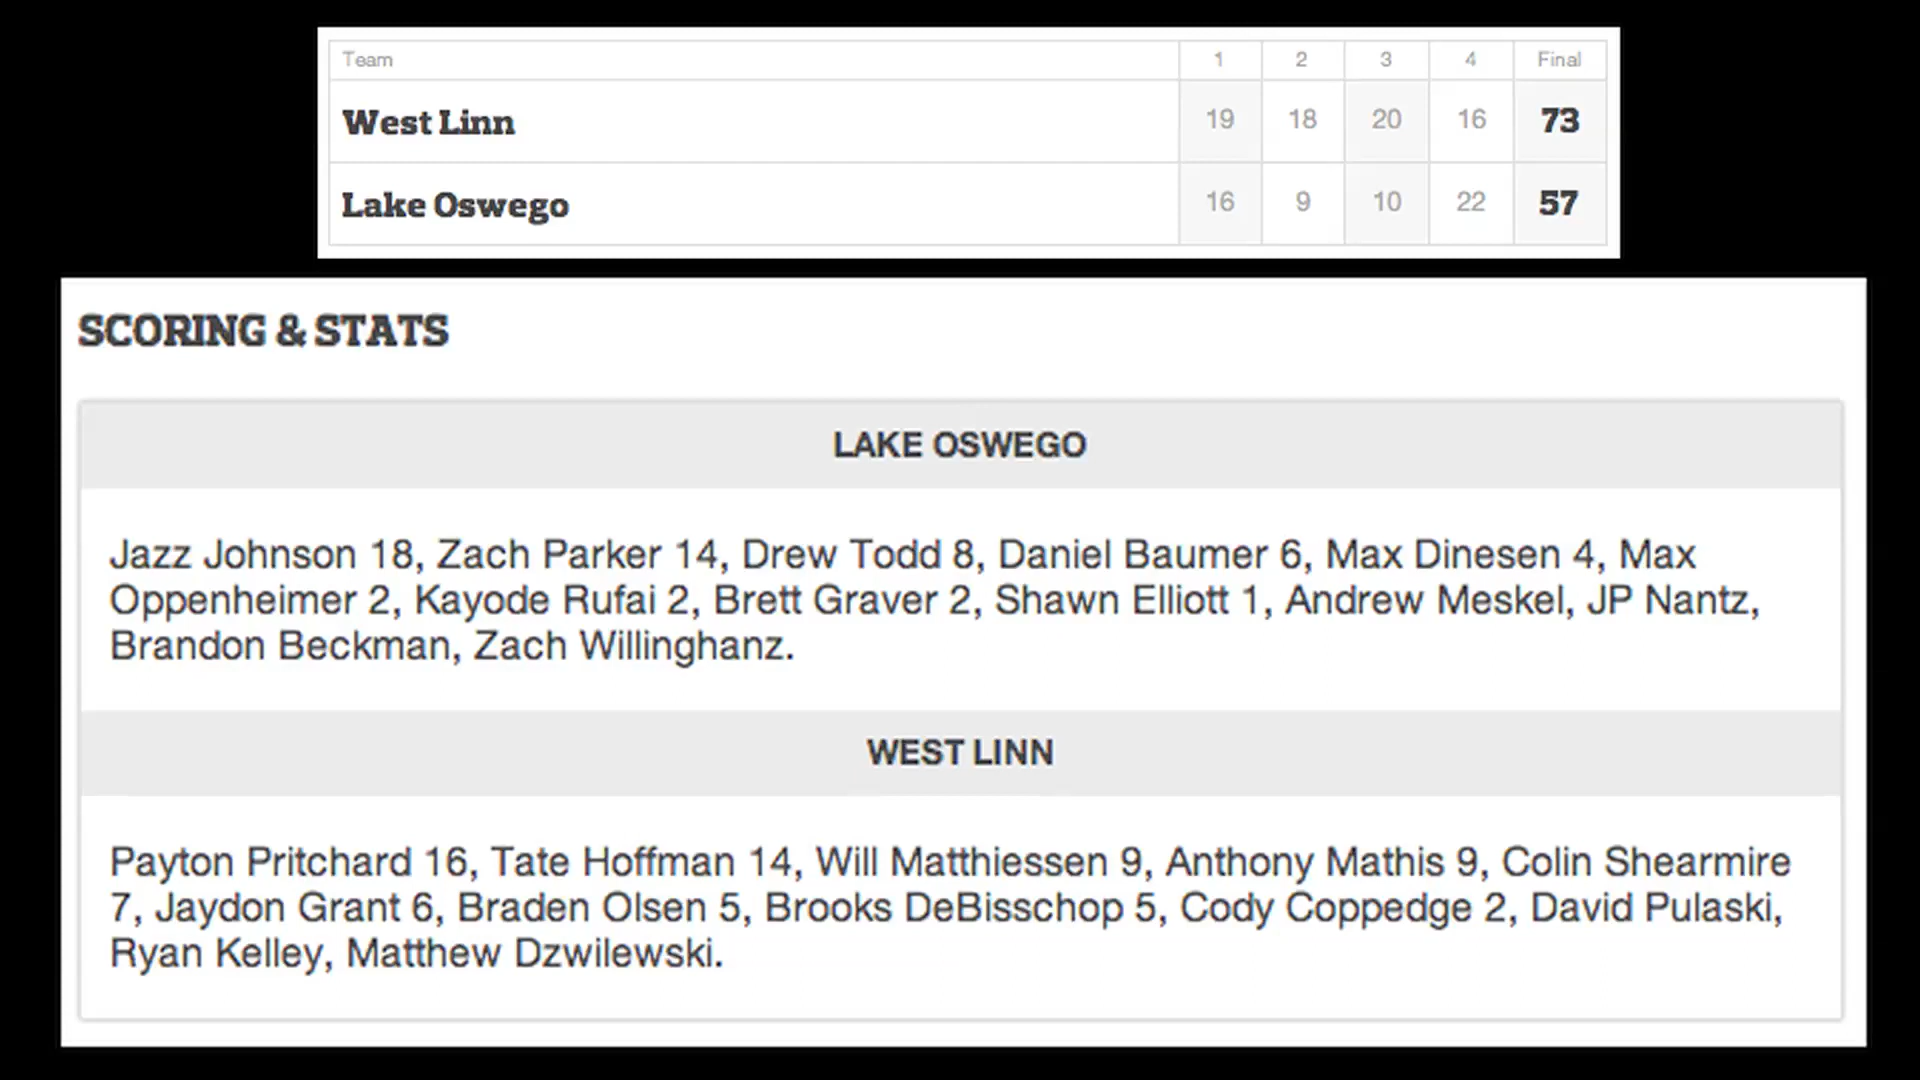 Team 1 2 3 4 Final
West Linn 19 18 20 16 73
Lake Oswego 16 9 10 22 57
SCORING & STATS
LAKE OSWEGO
Jazz Johnson 18, Zach Parker 14, Drew Todd 8, Daniel Baumer 6, Max Dinesen 4, Max
Oppenheimer 2, Kayode Rufai 2, Brett Graver 2, Shawn Elliott 1, Andrew Meskel, JP Nantz,
Brandon Beckman, Zach Willinghanz.
WEST LINN
Payton Pritchard 16, Tate Hoffman 14, Will Matthiessen 9, Anthony Mathis 9, Colin Shearmire
7, Jaydon Grant 6, Braden Olsen 5, Brooks DeBisschop 5, Cody Coppedge 2, David Pulaski,
Ryan Kelley, Matthew Dzwilewski.